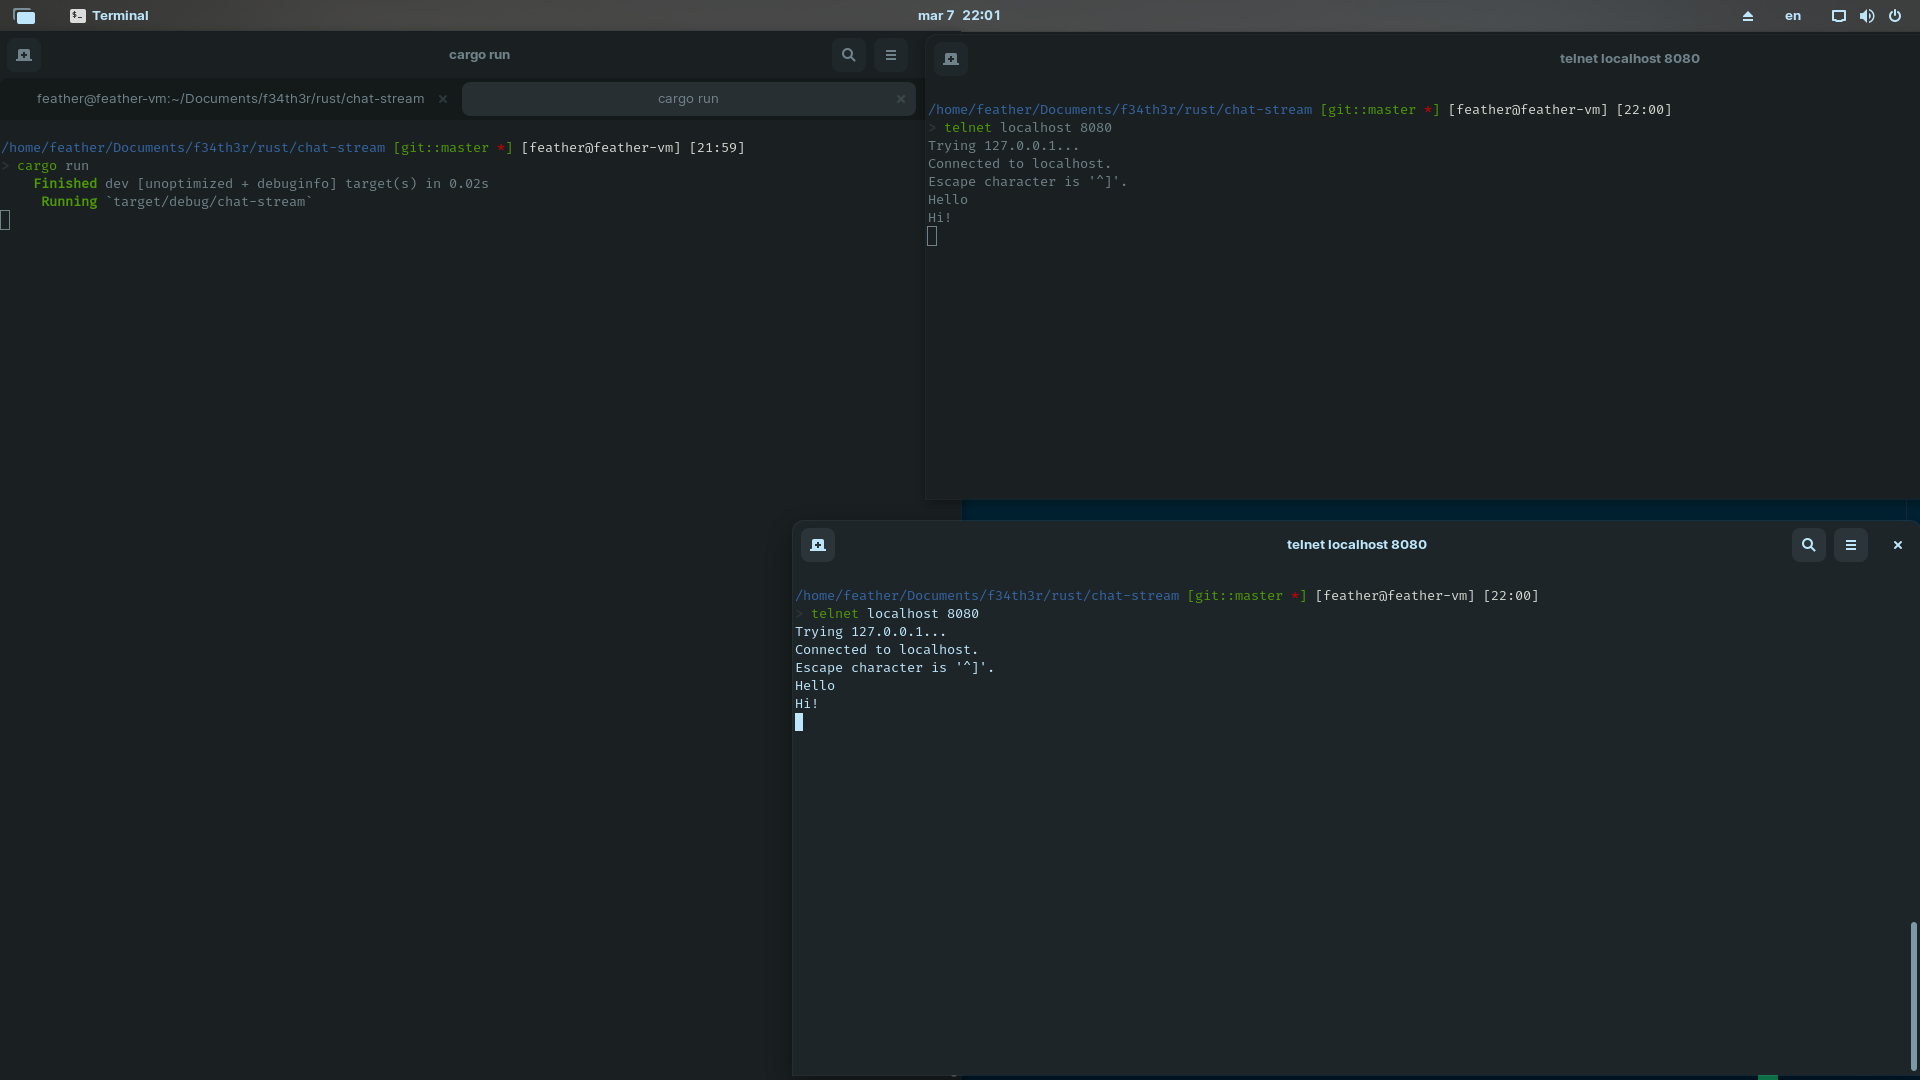 Terminal
mar 7 22:01
en
cargo run
feather@feather-vm:~/Documents/f34th3r/rust/chat-stream
cargo run
/home/feather/Documents/f34th3r/rust/chat-stream [git::master *] [feather@feather-vm] [21:59]
> cargo run
Finished dev [unoptimized + debuginfo] target(s) in 0.02s
Running `target/debug/chat-stream`
telnet localhost 8080
/home/feather/Documents/f34th3r/rust/chat-stream [git::master *] [feather@feather-vm] [22:00]
> telnet localhost 8080
Trying 127.0.0.1...
Connected to localhost.
Escape character is '^]'.
Hello
Hi!
telnet localhost 8080
/home/feather/Documents/f34th3r/rust/chat-stream [git::master *] [feather@feather-vm] [22:00]
> telnet localhost 8080
Trying 127.0.0.1...
Connected to localhost.
Escape character is '^]'.
Hello
Hi!